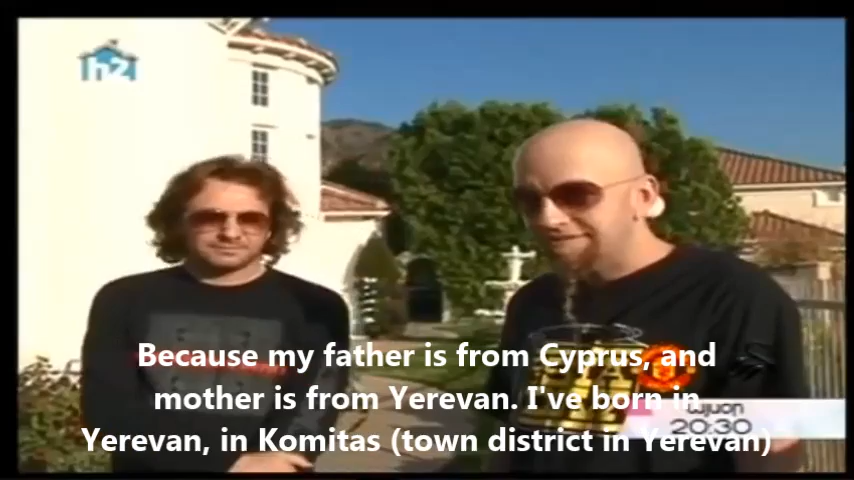 h2
Because my father is from Cyprus, and
mother is from Yerevan. I've born in
Yerevan, in Komitas (town district in Yerevan)
այսօր
20:30